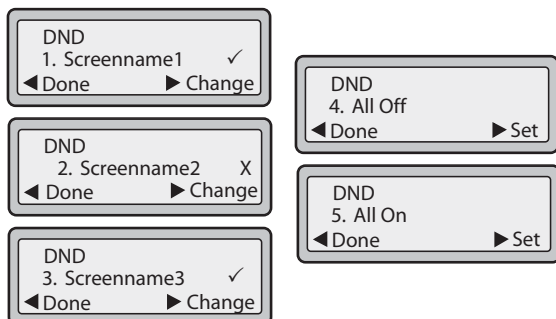 DND
1. Screenname1 ✓
◀ Done ▶ Change
DND
2. Screenname2 X
◀ Done ▶ Change
DND
3. Screenname3 ✓
◀ Done ▶ Change
DND
4. All Off
◀ Done ▶ Set
DND
5. All On
◀ Done ▶ Set